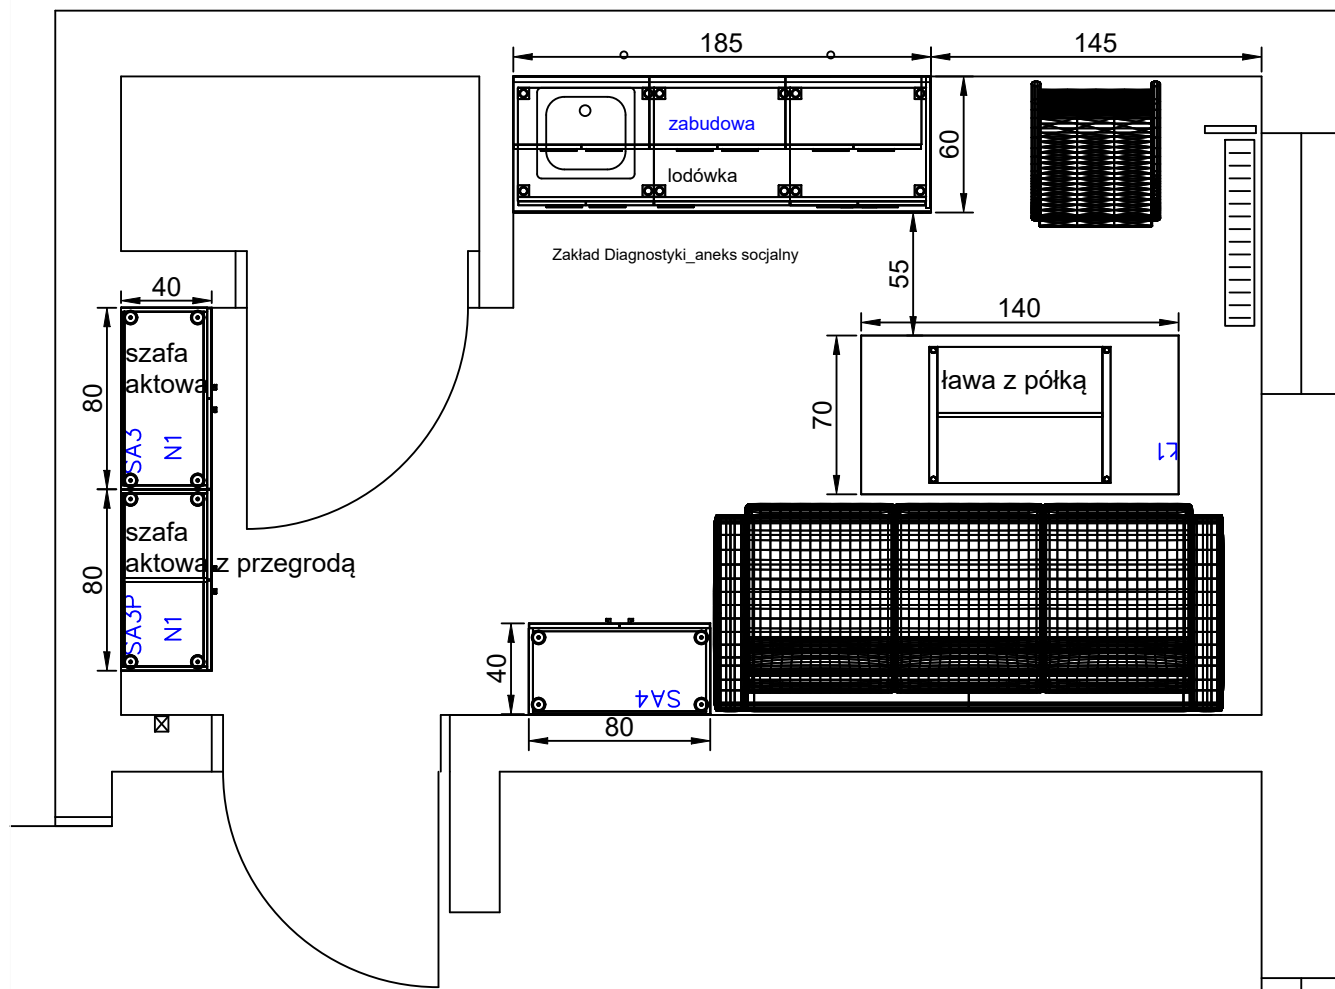 185
145
zabudowa
60
lodówka
Zakład Diagnostyki_aneks socjalny
55
40
140
szafa
aktowa
80
SA3
N1
ława z półką
70
Ł1
szafa
aktowa z przegrodą
80
SA3P
N1
40
SA4
80